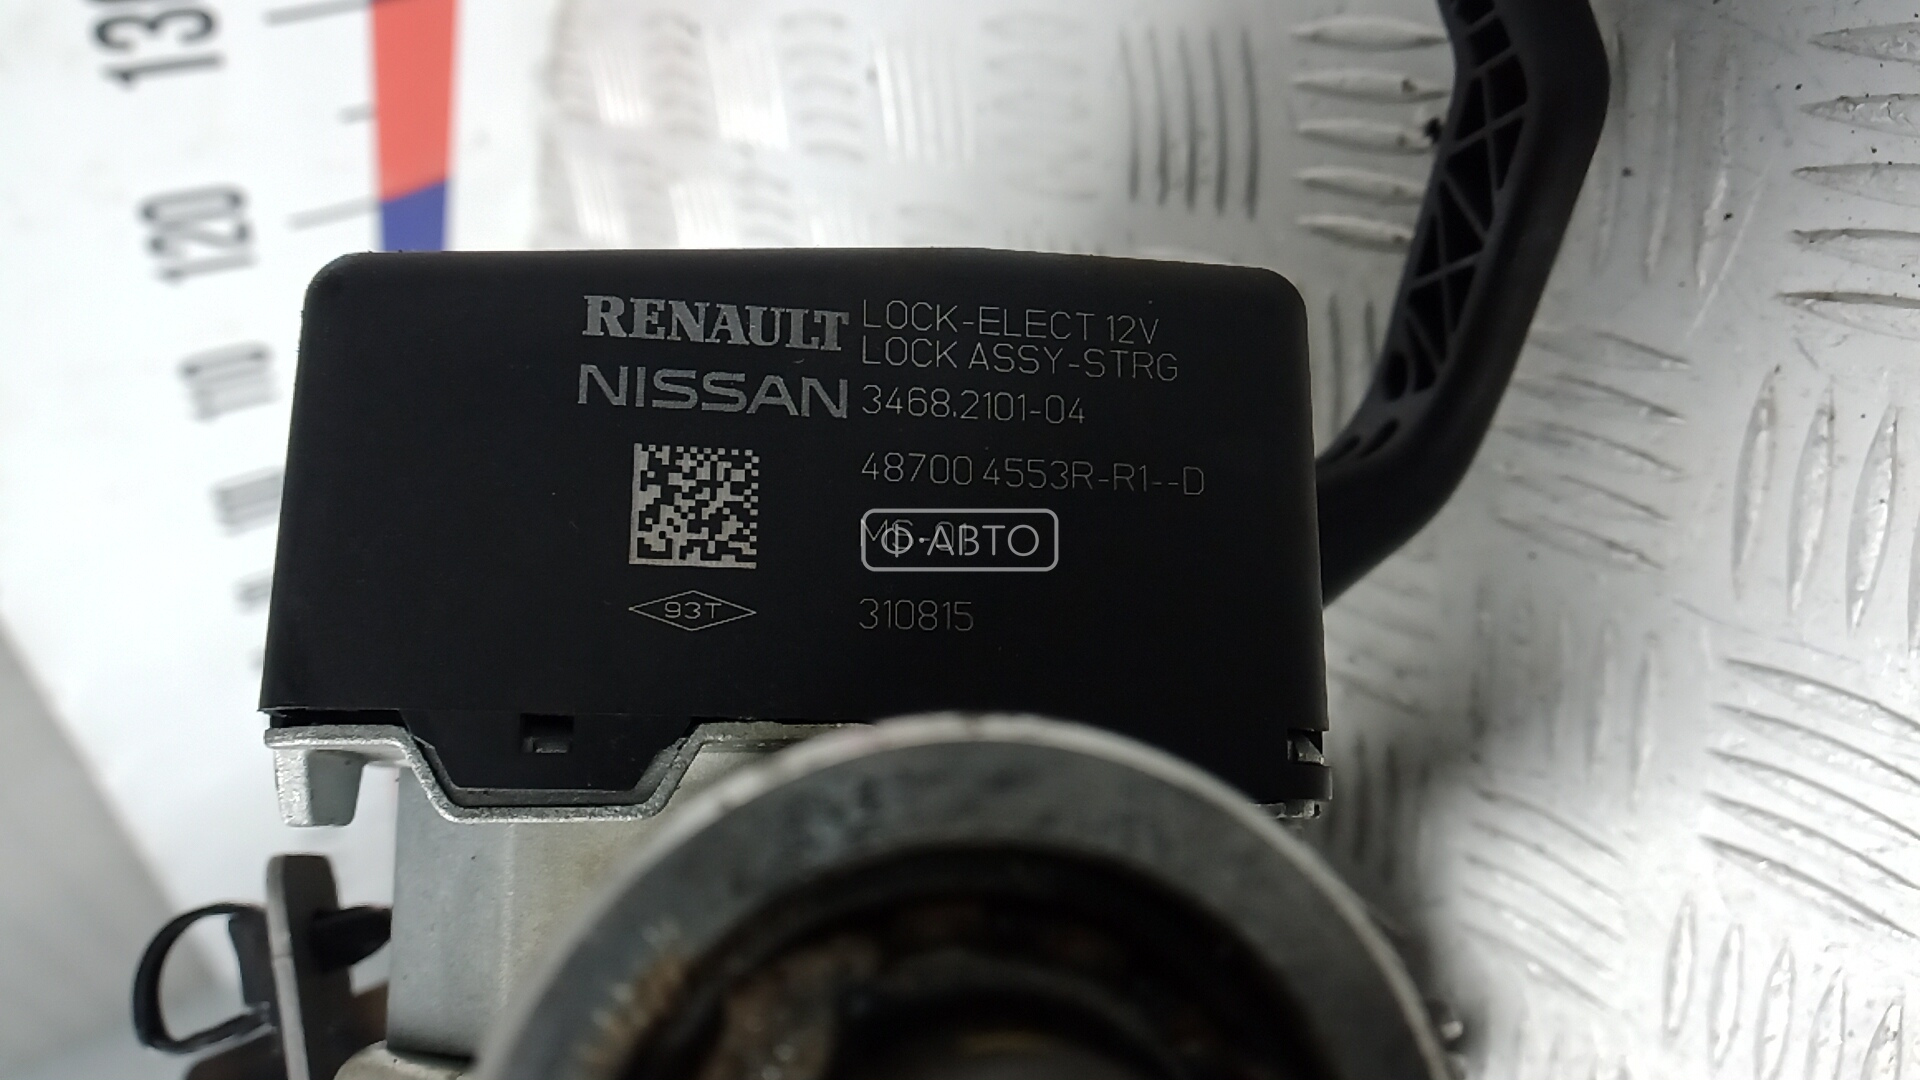 130
120
110
100
RENAULT LOCK-ELECT 12V
LOCK ASSY-STRG
NISSAN 3468.2101-04
48700 4553R-R1--D
Ф·АВТО
93T
310815